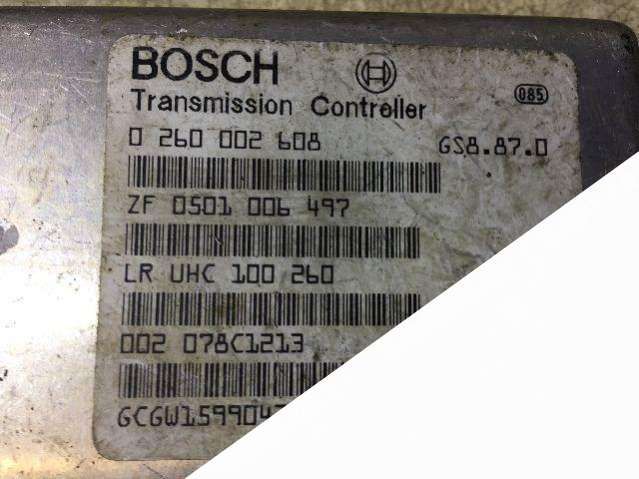 BOSCH
085
Transmission Controller
0 260 002 608 GS8.87.0
ZF 0501 006 497
LR UHC 100 260
002 078C1213